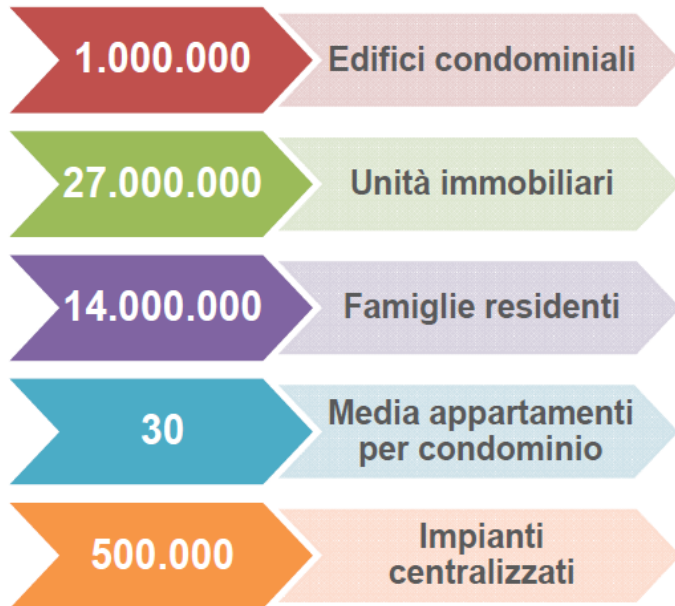 1.000.000
Edifici condominiali
27.000.000
Unità immobiliari
14.000.000
Famiglie residenti
30
Media appartamenti
per condominio
500.000
Impianti
centralizzati